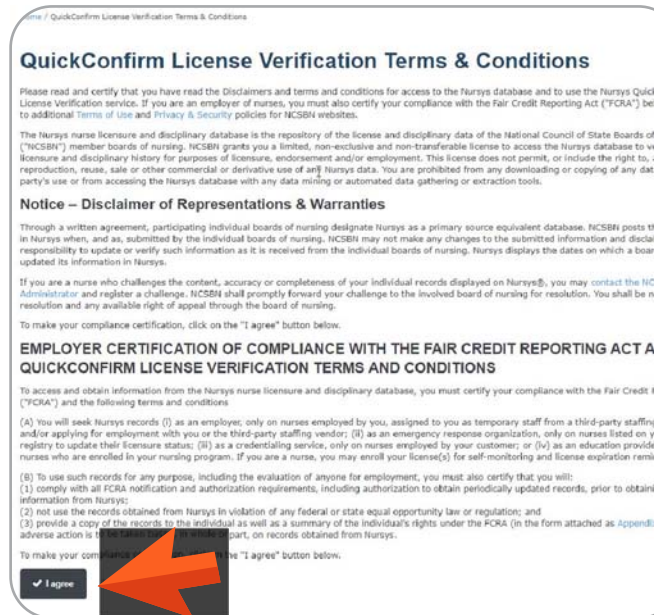 ome / QuickConfirm License Verification Terms & Conditions
QuickConfirm License Verification Terms & Conditions
Please read and certify that you have read the Disclaimers and terms and conditions for access to the Nursys database and to use the Nursys Quick
License Verification service. If you are an employer of nurses, you must also certify your compliance with the Fair Credit Reporting Act ("FCRA") bel
to additional Terms of Use and Privacy & Security policies for NCSBN websites.
The Nursys nurse licensure and disciplinary database is the repository of the license and disciplinary data of the National Council of State Boards of
("NCSBN") member boards of nursing. NCSBN grants you a limited, non-exclusive and non-transferable license to access the Nursys database to ve
licensure and disciplinary history for purposes of licensure, endorsement and/or employment. This license does not permit, or include the right to, a
reproduction, reuse, sale or other commercial or derivative use of any Nursys data. You are prohibited from any downloading or copying of any dat
party's use or from accessing the Nursys database with any data mining or automated data gathering or extraction tools.
Notice – Disclaimer of Representations & Warranties
Through a written agreement, participating individual boards of nursing designate Nursys as a primary source equivalent database. NCSBN posts th
in Nursys when, and as, submitted by the individual boards of nursing. NCSBN may not make any changes to the submitted information and disclai
responsibility to update or verify such information as it is received from the individual boards of nursing. Nursys displays the dates on which a boar
updated its information in Nursys.
If you are a nurse who challenges the content, accuracy or completeness of your individual records displayed on Nursys®, you may contact the NC
Administrator and register a challenge. NCSBN shall promptly forward your challenge to the involved board of nursing for resolution. You shall be n
resolution and any available right of appeal through the board of nursing.
To make your compliance certification, click on the "I agree" button below.
EMPLOYER CERTIFICATION OF COMPLIANCE WITH THE FAIR CREDIT REPORTING ACT A
QUICKCONFIRM LICENSE VERIFICATION TERMS AND CONDITIONS
To access and obtain information from the Nursys nurse licensure and disciplinary database, you must certify your compliance with the Fair Credit R
("FCRA") and the following terms and conditions
(A) You will seek Nursys records (i) as an employer, only on nurses employed by you, assigned to you as temporary staff from a third-party staffing
and/or applying for employment with you or the third-party staffing vendor; (ii) as an emergency response organization, only on nurses listed on y
registry to update their licensure status; (iii) as a credentialing service, only on nurses employed by your customer; or (iv) as an education provide
nurses who are enrolled in your nursing program. If you are a nurse, you may enroll your license(s) for self-monitoring and license expiration remin
(B) To use such records for any purpose, including the evaluation of anyone for employment, you must also certify that you will:
(1) comply with all FCRA notification and authorization requirements, including authorization to obtain periodically updated records, prior to obtaini
information from Nursys;
(2) not use the records obtained from Nursys in violation of any federal or state equal opportunity law or regulation; and
(3) provide a copy of the records to the individual as well as a summary of the individual's rights under the FCRA (in the form attached as Appendi
adverse action is to be taken based, in whole or part, on records obtained from Nursys.
To make your com on the "I agree" button below.
✓ I agree